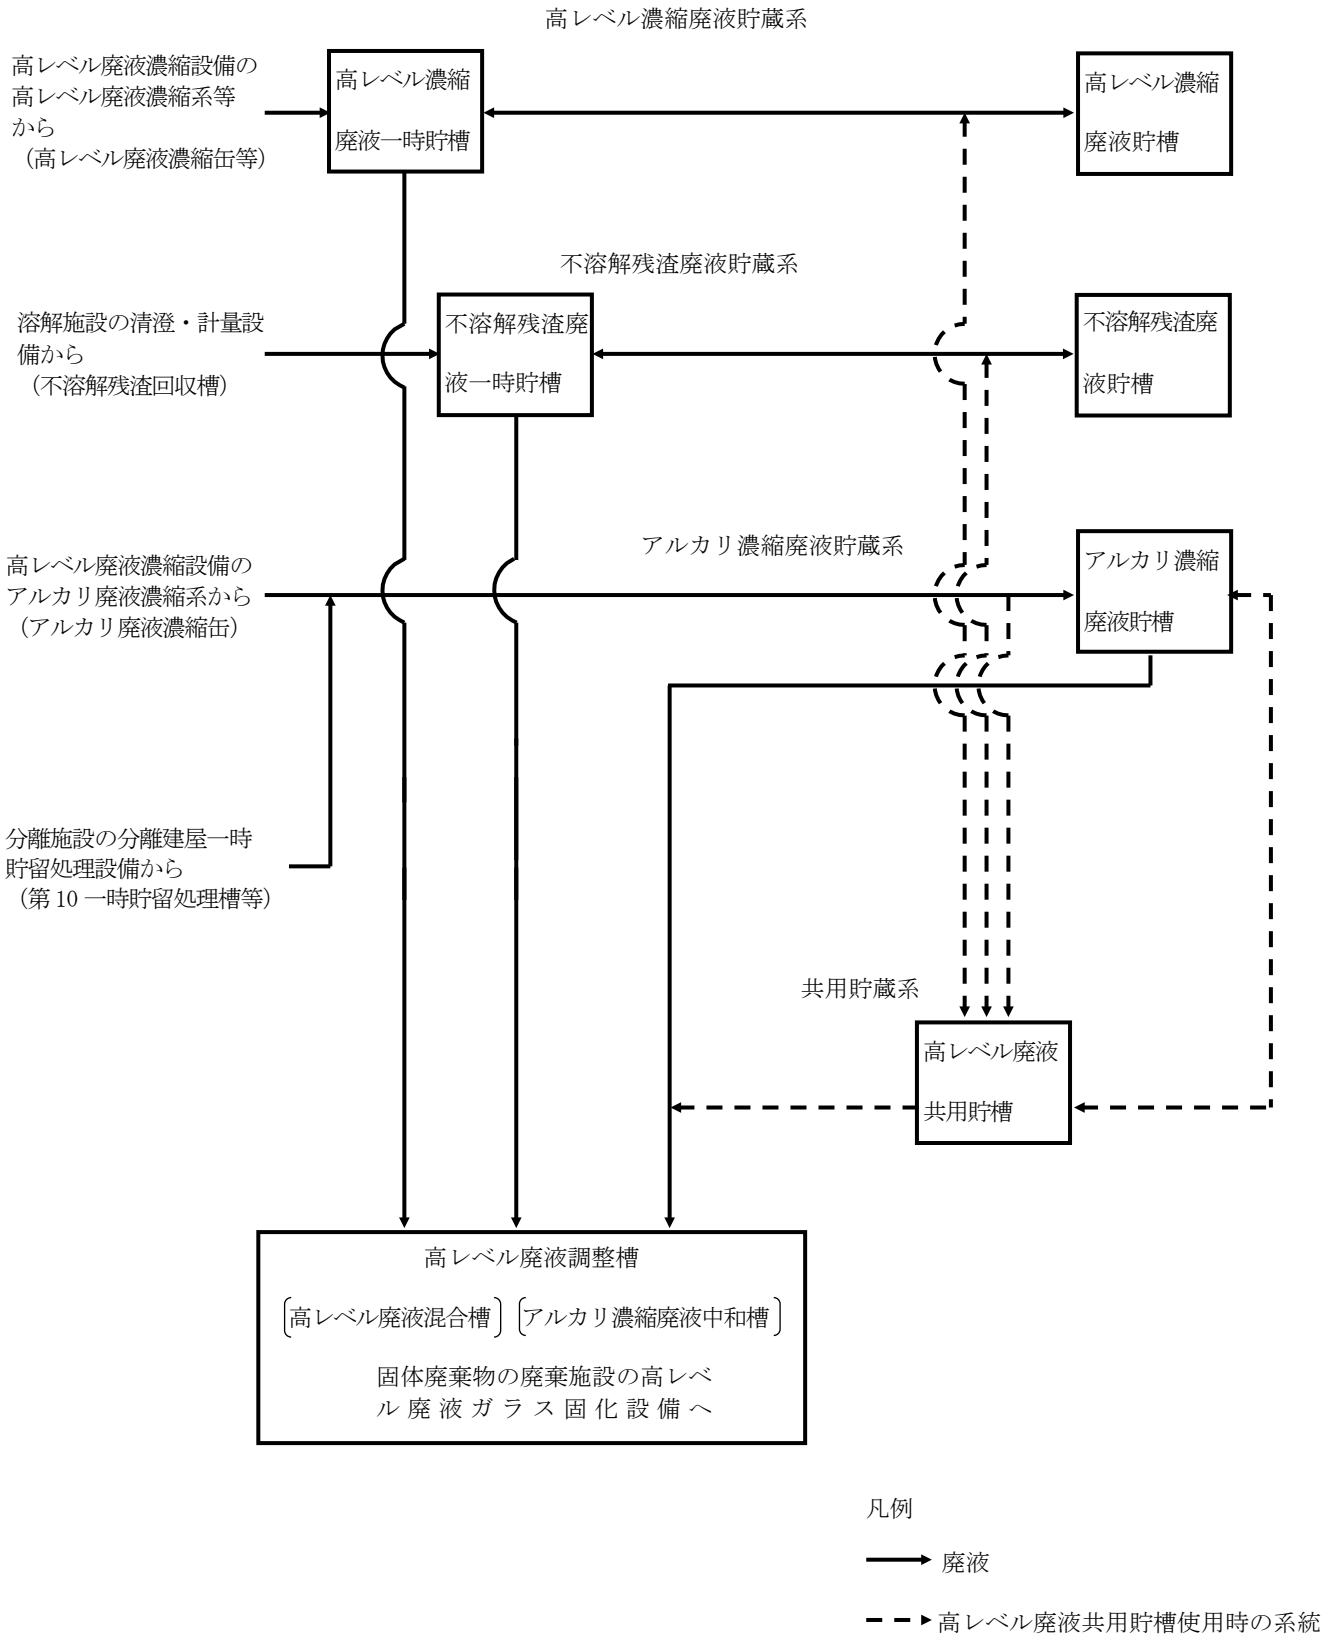 高レベル濃縮廃液貯蔵系
高レベル廃液濃縮設備の
高レベル廃液濃縮系等
から
（高レベル廃液濃縮缶等）
高レベル濃縮
廃液一時貯槽
高レベル濃縮
廃液貯槽
不溶解残渣廃液貯蔵系
溶解施設の清澄・計量設
備から
（不溶解残渣回収槽）
不溶解残渣廃
液一時貯槽
不溶解残渣廃
液貯槽
アルカリ濃縮廃液貯蔵系
高レベル廃液濃縮設備の
アルカリ廃液濃縮系から
（アルカリ廃液濃縮缶）
アルカリ濃縮
廃液貯槽
分離施設の分離建屋一時
貯留処理設備から
（第 10 一時貯留処理槽等）
共用貯蔵系
高レベル廃液
共用貯槽
高レベル廃液調整槽
〔高レベル廃液混合槽〕〔アルカリ濃縮廃液中和槽〕
固体廃棄物の廃棄施設の高レベ
ル廃液ガラス固化設備へ
凡例
廃液
高レベル廃液共用貯槽使用時の系統